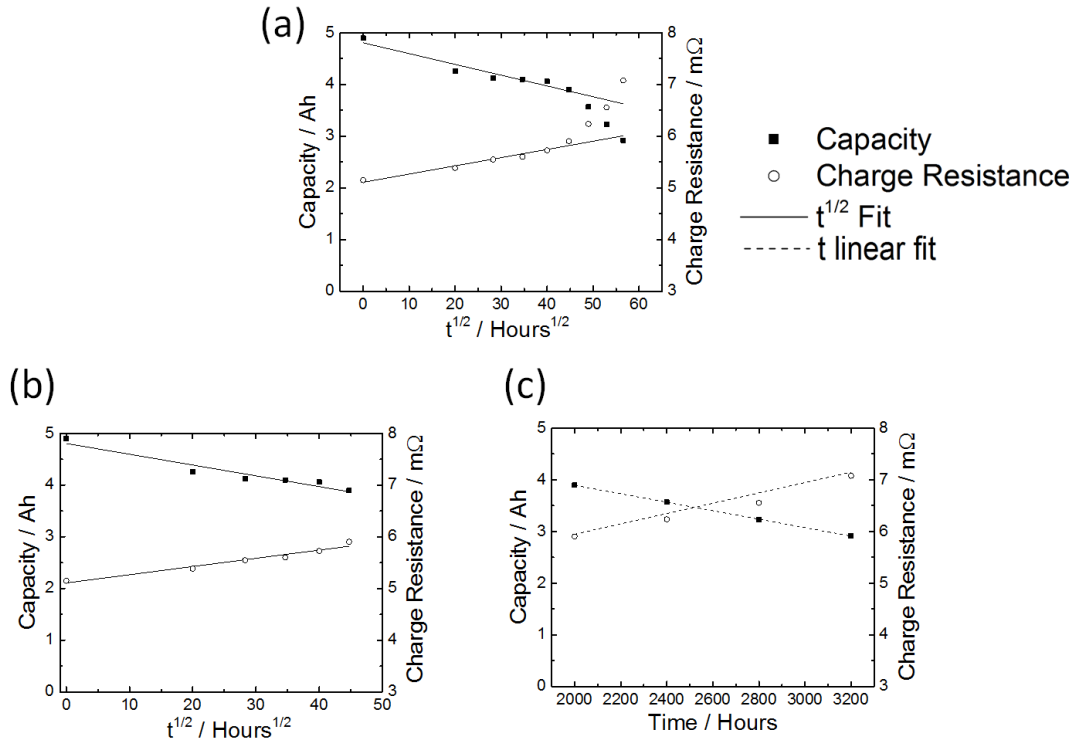 (a)
5
4
3
2
1
0
Capacity / Ah
8
7
6
5
4
3
Charge Resistance / mΩ
0 10 20 30 40 50 60
t^1/2 / Hours^1/2
Capacity
Charge Resistance
t^1/2 Fit
t linear fit
(b)
5
4
3
2
1
0
Capacity / Ah
8
7
6
5
4
3
Charge Resistance / mΩ
0 20 30 40 50
t^1/2 / Hours^1/2
(c)
5
4
3
2
1
0
Capacity / Ah
8
7
6
5
4
3
Charge Resistance / mΩ
2000 2200 2400 2600 2800 3000 3200
Time / Hours